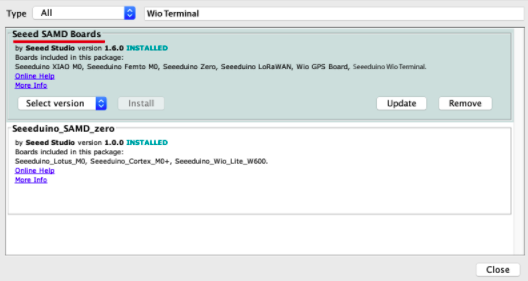 Type All Wio Terminal
Seeed SAMD Boards
by Seeed Studio version 1.6.0 INSTALLED
Boards included in this package:
Seeeduino XIAO M0, Seeeduino Femto M0, Seeeduino Zero, Seeeduino LoRaWAN, Wio GPS Board, Seeeduino Wio Terminal.
Online Help
More Info
Select version Install Update Remove
Seeeduino_SAMD_zero
by Seeed Studio version 1.0.0 INSTALLED
Boards included in this package:
Seeeduino_Lotus_M0, Seeeduino_Cortex_M0+, Seeeduino_Wio_Lite_W600.
Online Help
More Info
Close